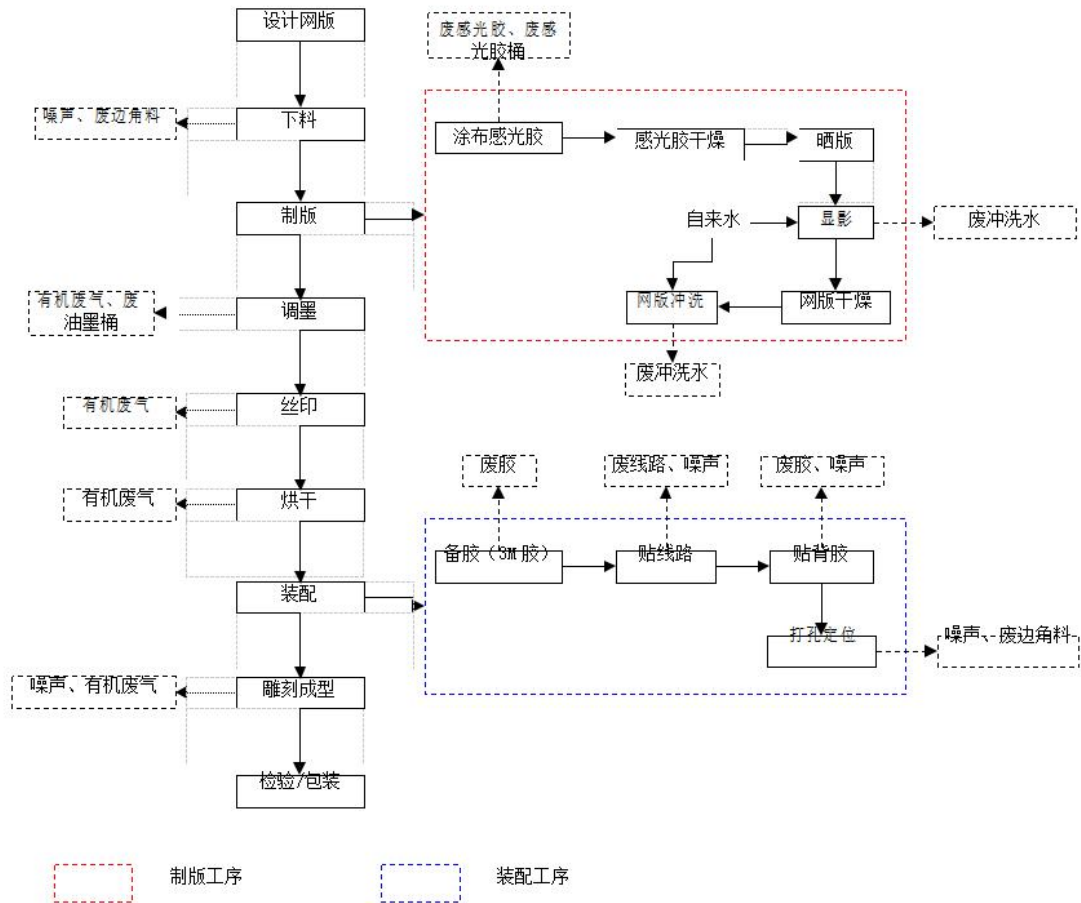 设计网版
废感光胶、废感
光胶桶
噪声、废边角料
下料
涂布感光胶
感光胶干燥
晒版
制版
自来水
显影
废冲洗水
有机废气、废
油墨桶
调墨
网版冲洗
网版干燥
废冲洗水
有机废气
丝印
废胶
废线路、噪声
废胶、噪声
有机废气
烘干
备胶（3M胶）
贴线路
贴背胶
装配
打孔定位
噪声、废边角料
噪声、有机废气
雕刻成型
检验/包装
制版工序
装配工序